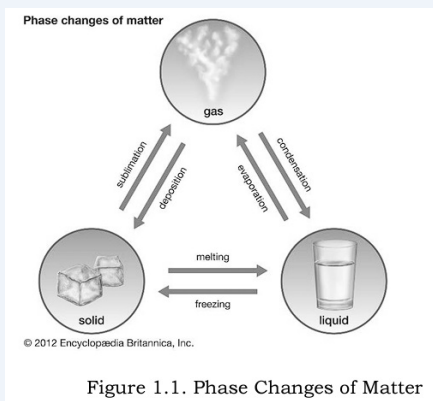 Phase changes of matter
gas
sublimation
deposition
evaporation
condensation
melting
freezing
solid
liquid
© 2012 Encyclopædia Britannica, Inc.
Figure 1.1. Phase Changes of Matter